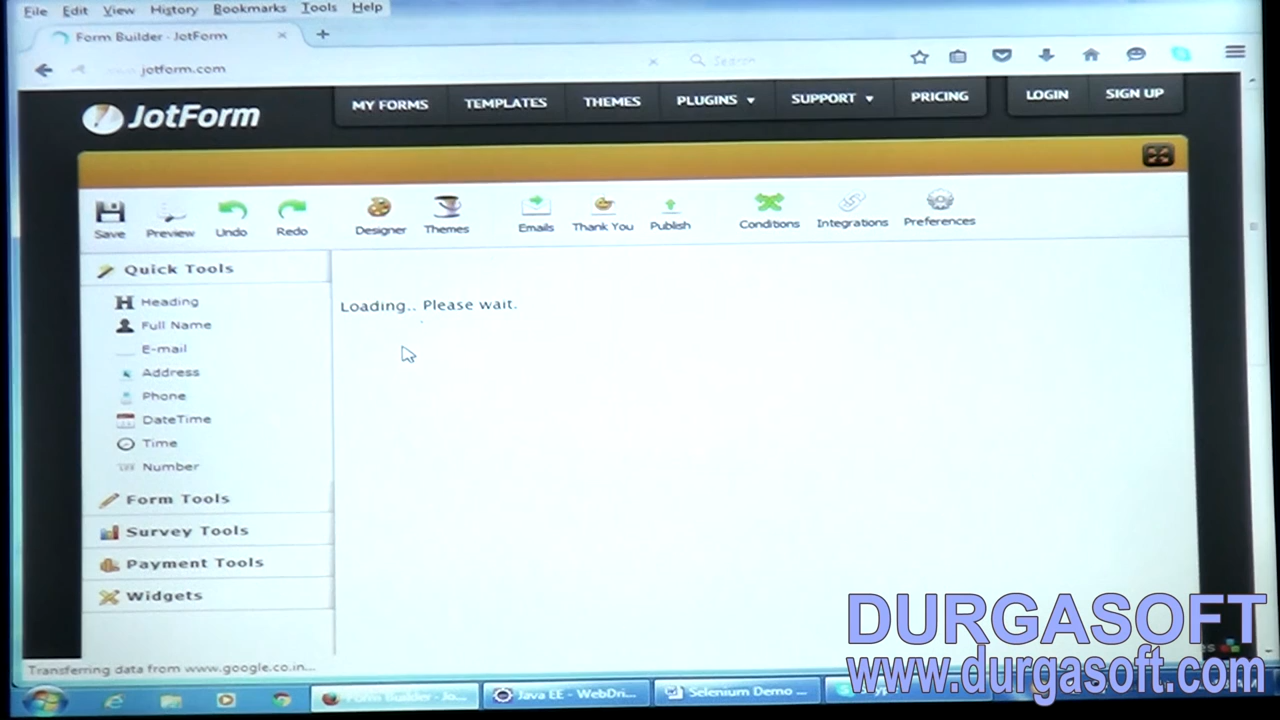 File Edit View History Bookmarks Tools Help
Form Builder - JotForm
jotform.com
Search
JotForm
MY FORMS TEMPLATES THEMES PLUGINS SUPPORT PRICING LOGIN SIGN UP
Save Preview Undo Redo Designer Themes Emails Thank You Publish Conditions Integrations Preferences
Quick Tools
Loading.. Please wait.
Heading
Full Name
E-mail
Address
Phone
DateTime
Time
Number
Form Tools
Survey Tools
Payment Tools
Widgets
DURGASOFT
www.durgasoft.com
Transferring data from www.google.co.in...
Form Builder - Jo... Java EE - WebDri... Selenium Demo ...